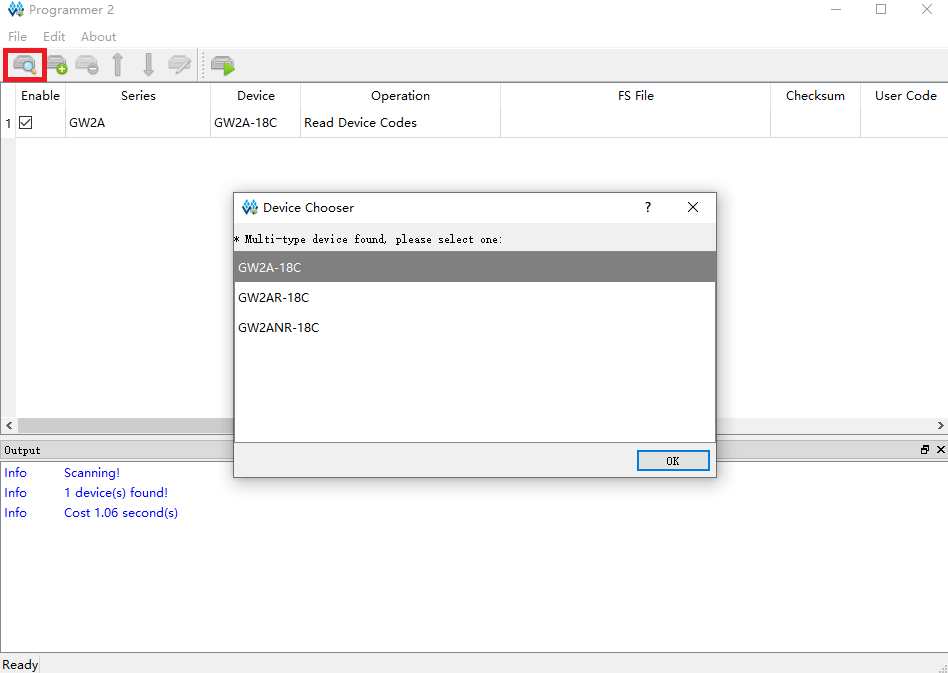 Programmer 2
File Edit About
Enable Series Device Operation FS File Checksum User Code
1 GW2A GW2A-18C Read Device Codes
Device Chooser ?
* Multi-type device found, please select one:
GW2A-18C
GW2AR-18C
GW2ANR-18C
OK
Output
Info Scanning!
Info 1 device(s) found!
Info Cost 1.06 second(s)
Ready